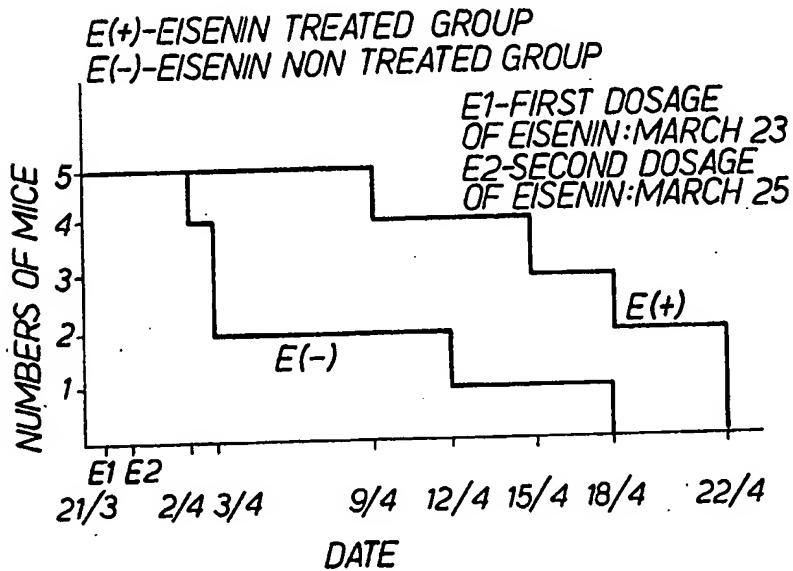 E(+)-EISENIN TREATED GROUP
E(-)-EISENIN NON TREATED GROUP
E1-FIRST DOSAGE
OF EISENIN:MARCH 23
E2-SECOND DOSAGE
OF EISENIN:MARCH 25
NUMBERS OF MICE
5
4
3
2
1
E(+)
E(-)
E1 E2
21/3 2/4 3/4 9/4 12/4 15/4 18/4 22/4
DATE